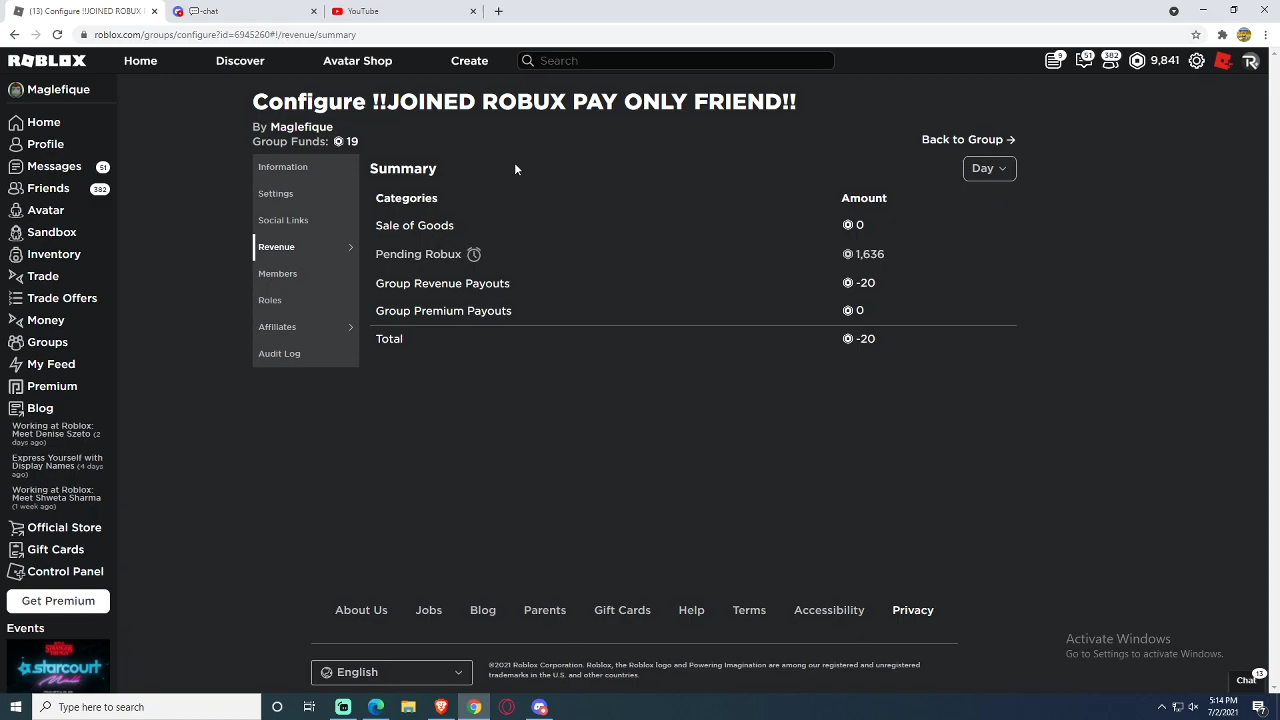 (13) Configure !!JOINED ROBUX
💬-chat
YouTube
roblox.com/groups/configure?id=6945260#!/revenue/summary
ROBLOX
Home
Discover
Avatar Shop
Create
Search
3
51
382
9,841
Maglefique
Home
Profile
Messages
51
Friends
382
Avatar
Sandbox
Inventory
Trade
Trade Offers
Money
Groups
My Feed
Premium
Blog
Working at Roblox:
Meet Denise Szeto (2
days ago)
Express Yourself with
Display Names (4 days
ago)
Working at Roblox:
Meet Shweta Sharma
(1 week ago)
Official Store
Gift Cards
Control Panel
Get Premium
Events
STRANGER
THINGS
starcourt
Configure !!JOINED ROBUX PAY ONLY FRIEND!!
By Maglefique
Group Funds: 19
Back to Group →
Information
Settings
Social Links
Revenue
Members
Roles
Affiliates
Audit Log
Summary
Day
Categories Amount
Sale of Goods 0
Pending Robux 1,636
Group Revenue Payouts -20
Group Premium Payouts 0
Total -20
About Us
Jobs
Blog
Parents
Gift Cards
Help
Terms
Accessibility
Privacy
English
©2021 Roblox Corporation. Roblox, the Roblox logo and Powering Imagination are among our registered and unregistered
trademarks in the U.S. and other countries.
Activate Windows
Go to Settings to activate Windows.
Chat
13
Type here to search
5:14 PM
7/2/2021